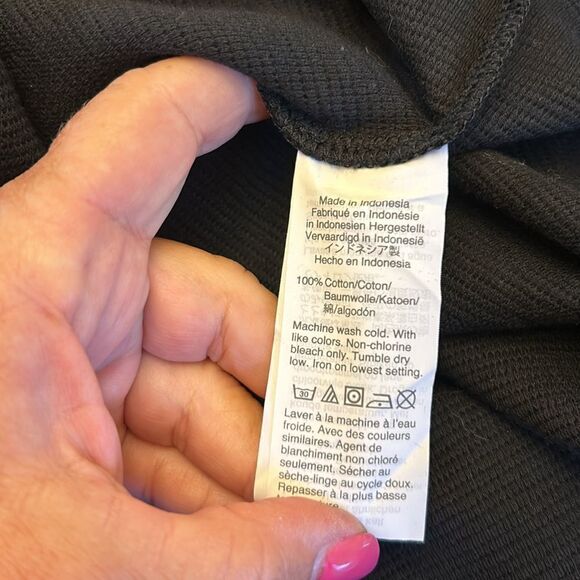 Made in Indonesia
Fabriqué en Indonésie
in Indonesien Hergestellt
Vervaardigd in Indonesië
インドネシア製
Hecho en Indonesia
100% Cotton/Coton/
Baumwolle/Katoen/
綿/algodón
Machine wash cold. With
like colors. Non-chlorine
bleach only. Tumble dry
low. Iron on lowest setting.
30
Laver à la machine à l'eau
froide. Avec des couleurs
similaires. Agent de
blanchiment non chloré
seulement. Sécher au
sèche-linge au cycle doux.
Repasser à la plus basse